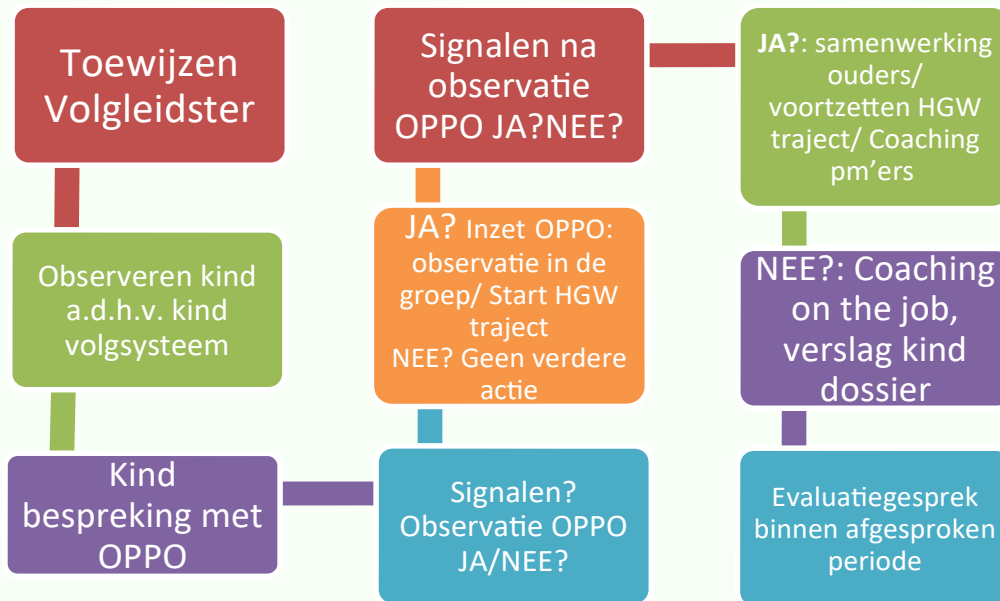 Toewijzen
Volgleidster
Observeren kind
a.d.h.v. kind
volgsysteem
Kind
bespreking met
OPPO
Signalen?
Observatie OPPO
JA/NEE?
JA? Inzet OPPO:
observatie in de
groep/ Start HGW
traject
NEE? Geen verdere
actie
Signalen na
observatie
OPPO JA?NEE?
JA?: samenwerking
ouders/
voortzetten HGW
traject/ Coaching
pm’ers
NEE?: Coaching
on the job,
verslag kind
dossier
Evaluatiegesprek
binnen afgesproken
periode